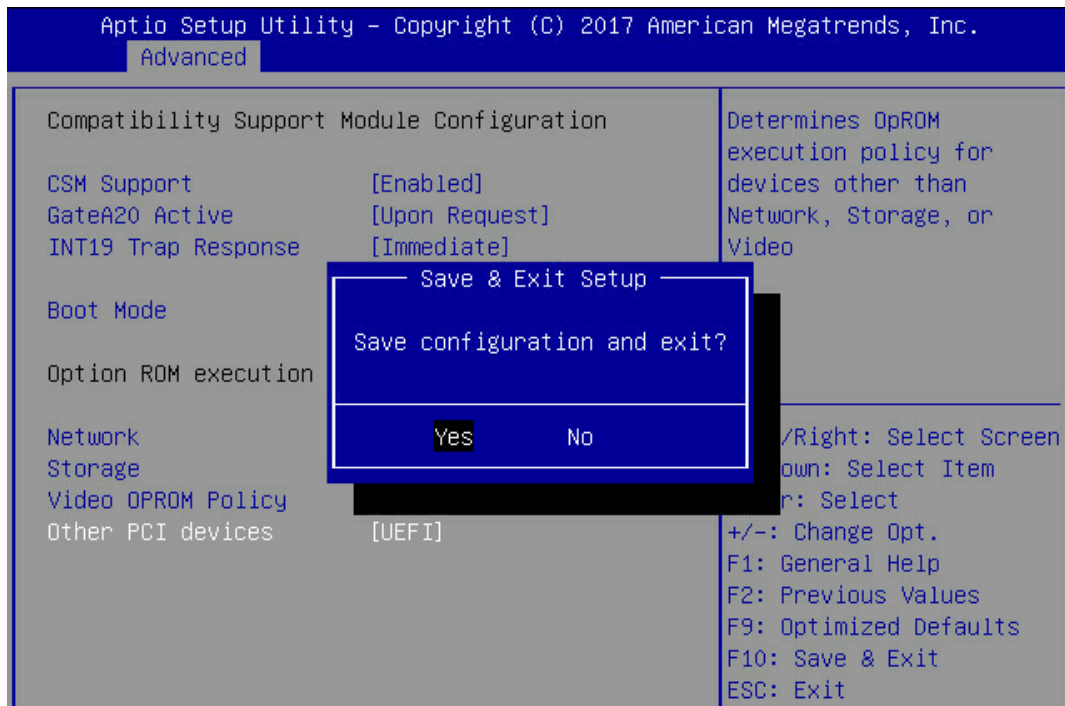 Aptio Setup Utility – Copyright (C) 2017 American Megatrends, Inc.
Advanced
Compatibility Support Module Configuration
CSM Support [Enabled]
GateA20 Active [Upon Request]
INT19 Trap Response [Immediate]
Boot Mode
Option ROM execution
Network
Storage
Video OPROM Policy
Other PCI devices [UEFI]
Save & Exit Setup
Save configuration and exit?
Yes No
Determines OpROM
execution policy for
devices other than
Network, Storage, or
Video
/Right: Select Screen
own: Select Item
r: Select
+/-: Change Opt.
F1: General Help
F2: Previous Values
F9: Optimized Defaults
F10: Save & Exit
ESC: Exit